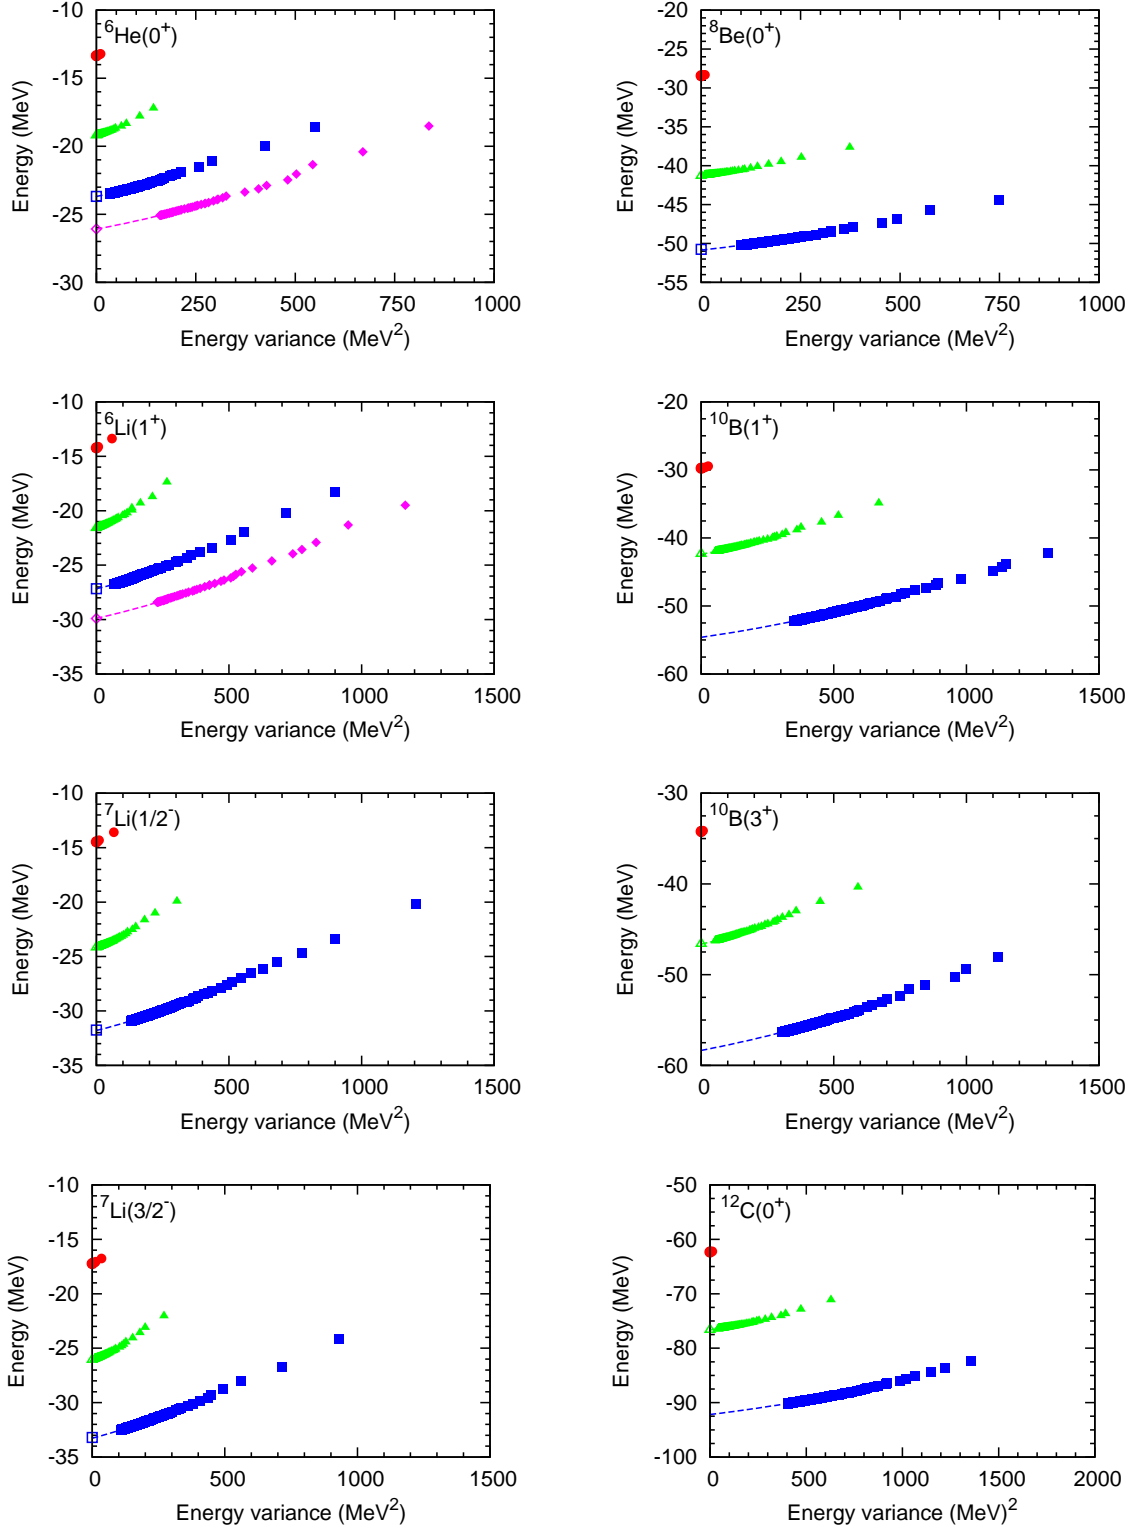 -10
-15
-20
-25
-30
Energy (MeV)
⁶He(0⁺)
0 250 500 750 1000
Energy variance (MeV²)
-20
-25
-30
-35
-40
-45
-50
-55
Energy (MeV)
⁸Be(0⁺)
0 250 500 750 1000
Energy variance (MeV²)
-10
-15
-20
-25
-30
-35
Energy (MeV)
⁶Li(1⁺)
0 500 1000 1500
Energy variance (MeV²)
-20
-30
-40
-50
-60
Energy (MeV)
¹⁰B(1⁺)
0 500 1000 1500
Energy variance (MeV²)
-10
-15
-20
-25
-30
-35
Energy (MeV)
⁷Li(1/2⁻)
0 500 1000 1500
Energy variance (MeV²)
-30
-40
-50
-60
Energy (MeV)
¹⁰B(3⁺)
0 500 1000 1500
Energy variance (MeV²)
-10
-15
-20
-25
-30
-35
Energy (MeV)
⁷Li(3/2⁻)
0 500 1000 1500
Energy variance (MeV²)
-50
-60
-70
-80
-90
-100
Energy (MeV)
¹²C(0⁺)
0 500 1000 1500 2000
Energy variance (MeV)²